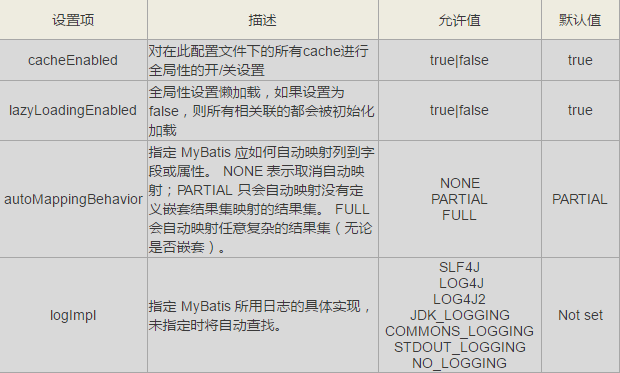 设置项 描述 允许值 默认值
cacheEnabled
对在此配置文件下的所有cache进行
全局性的开/关设置
true|false
true
lazyLoadingEnabled
全局性设置懒加载，如果设置为
false，则所有相关联的都会被初始化
加载
true|false
true
autoMappingBehavior
指定 MyBatis 应如何自动映射列到字
段或属性。 NONE 表示取消自动映
射；PARTIAL 只会自动映射没有定
义嵌套结果集映射的结果集。 FULL
会自动映射任意复杂的结果集（无论
是否嵌套）。
NONE
PARTIAL
FULL
PARTIAL
logImpl
指定 MyBatis 所用日志的具体实现，
未指定时将自动查找。
SLF4J
LOG4J
LOG4J2
JDK_LOGGING
COMMONS_LOGGING
STDOUT_LOGGING
NO_LOGGING
Not set